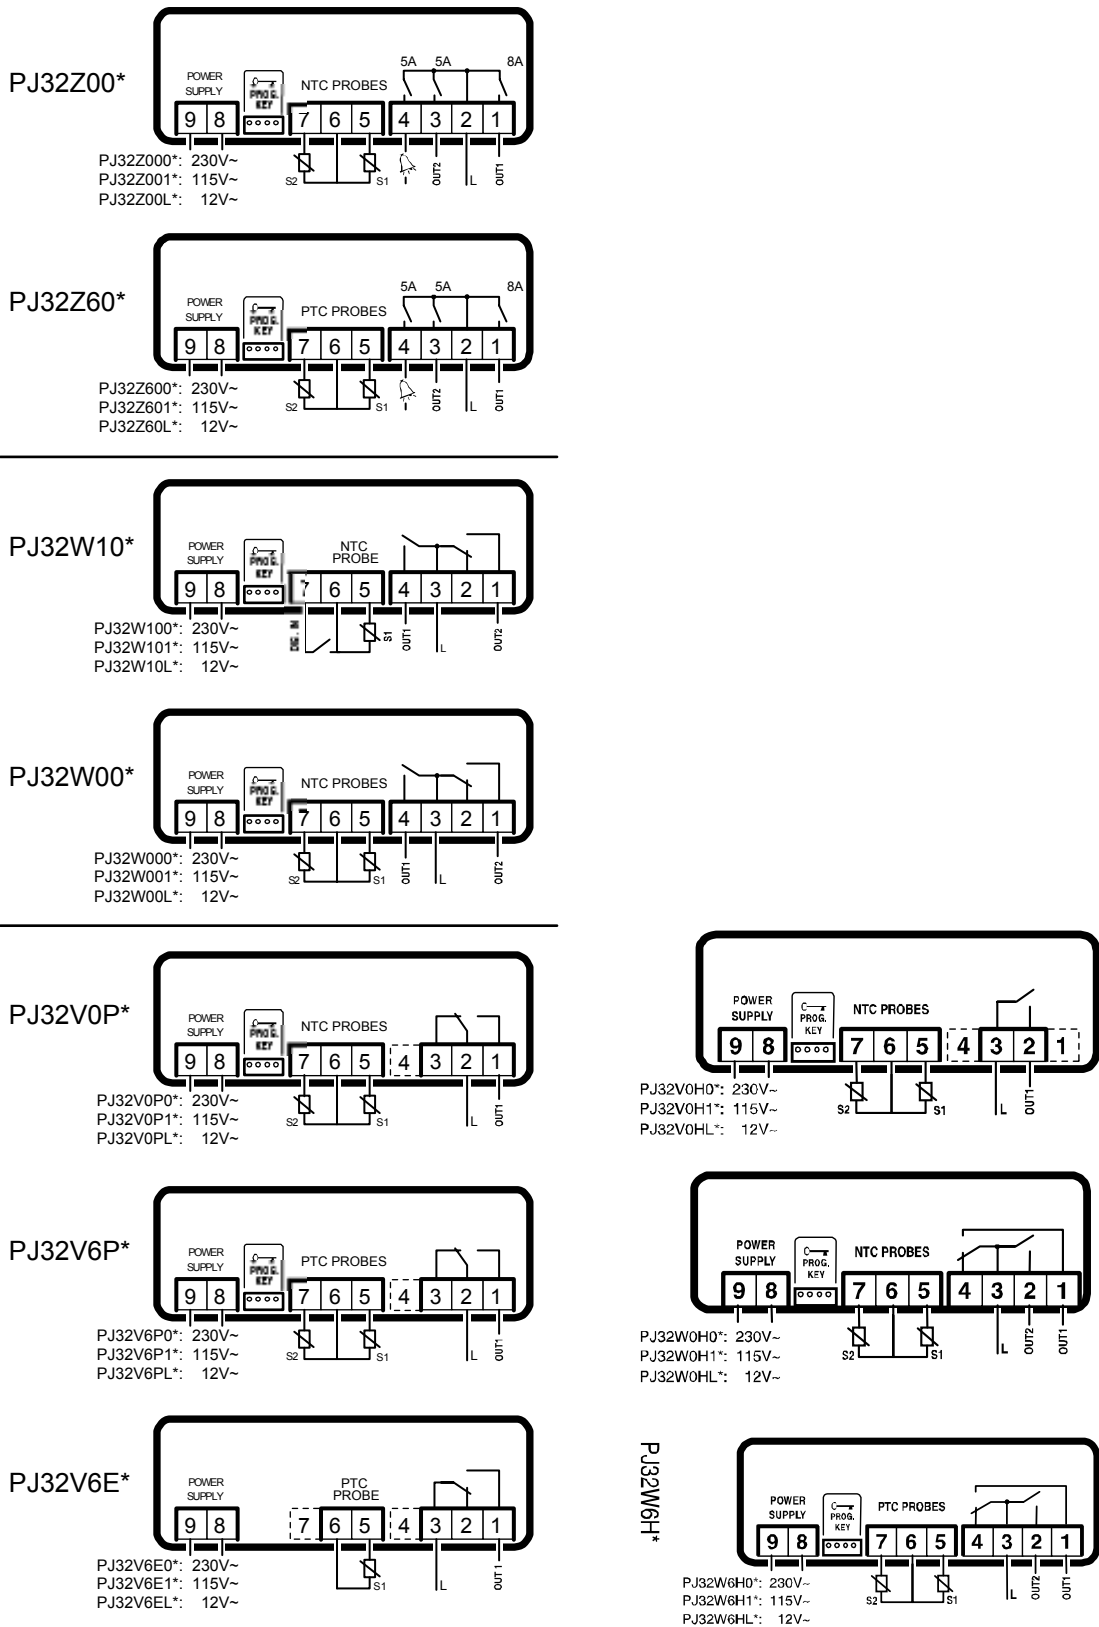 PJ32Z00*
5A 5A 8A
POWER
SUPPLY
PROG.
KEY
NTC PROBES
9 8 7 6 5 4 3 2 1
PJ32Z000*: 230V~
PJ32Z001*: 115V~
PJ32Z00L*: 12V~
S2 S1 OUT2 L OUT1
PJ32Z60*
5A 5A 8A
POWER
SUPPLY
PROG.
KEY
PTC PROBES
9 8 7 6 5 4 3 2 1
PJ32Z600*: 230V~
PJ32Z601*: 115V~
PJ32Z60L*: 12V~
S2 S1 OUT2 L OUT1
PJ32W10*
POWER
SUPPLY
PROG.
KEY
NTC
PROBE
9 8 7 6 5 4 3 2 1
PJ32W100*: 230V~
PJ32W101*: 115V~
PJ32W10L*: 12V~
DIG. IN S1 OUT1 L OUT2
PJ32W00*
POWER
SUPPLY
PROG.
KEY
NTC PROBES
9 8 7 6 5 4 3 2 1
PJ32W000*: 230V~
PJ32W001*: 115V~
PJ32W00L*: 12V~
S2 S1 OUT1 L OUT2
PJ32V0P*
POWER
SUPPLY
PROG.
KEY
NTC PROBES
9 8 7 6 5 4 3 2 1
PJ32V0P0*: 230V~
PJ32V0P1*: 115V~
PJ32V0PL*: 12V~
S2 S1 L OUT1
PJ32V6P*
POWER
SUPPLY
PROG.
KEY
PTC PROBES
9 8 7 6 5 4 3 2 1
PJ32V6P0*: 230V~
PJ32V6P1*: 115V~
PJ32V6PL*: 12V~
S2 S1 L OUT1
PJ32V6E*
POWER
SUPPLY
PTC
PROBE
9 8 7 6 5 4 3 2 1
PJ32V6E0*: 230V~
PJ32V6E1*: 115V~
PJ32V6EL*: 12V~
S1 L OUT 1
POWER
SUPPLY
PROG.
KEY
NTC PROBES
9 8 7 6 5 4 3 2 1
PJ32V0H0*: 230V~
PJ32V0H1*: 115V~
PJ32V0HL*: 12V~
S2 S1 L OUT1
POWER
SUPPLY
PROG.
KEY
NTC PROBES
9 8 7 6 5 4 3 2 1
PJ32W0H0*: 230V~
PJ32W0H1*: 115V~
PJ32W0HL*: 12V~
S2 S1 L OUT2 OUT1
PJ32W6H*
POWER
SUPPLY
PROG.
KEY
PTC PROBES
9 8 7 6 5 4 3 2 1
PJ32W6H0*: 230V~
PJ32W6H1*: 115V~
PJ32W6HL*: 12V~
S2 S1 L OUT2 OUT1